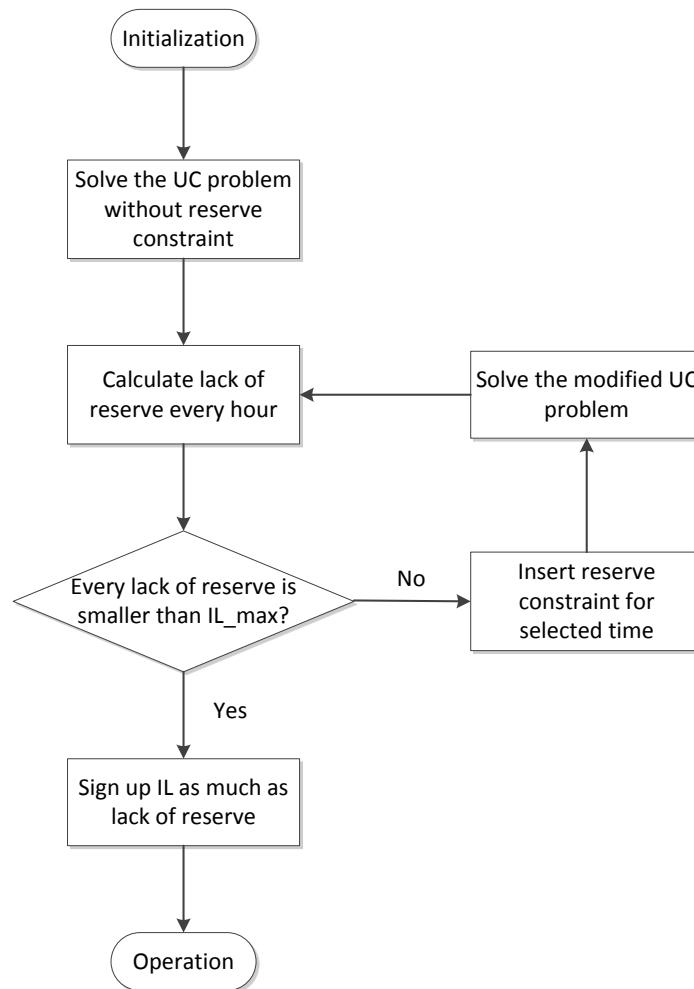 Initialization
Solve the UC problem
without reserve
constraint
Calculate lack of
reserve every hour
Solve the modified UC
problem
Every lack of reserve is
smaller than IL_max?
No
Insert reserve
constraint for
selected time
Yes
Sign up IL as much as
lack of reserve
Operation